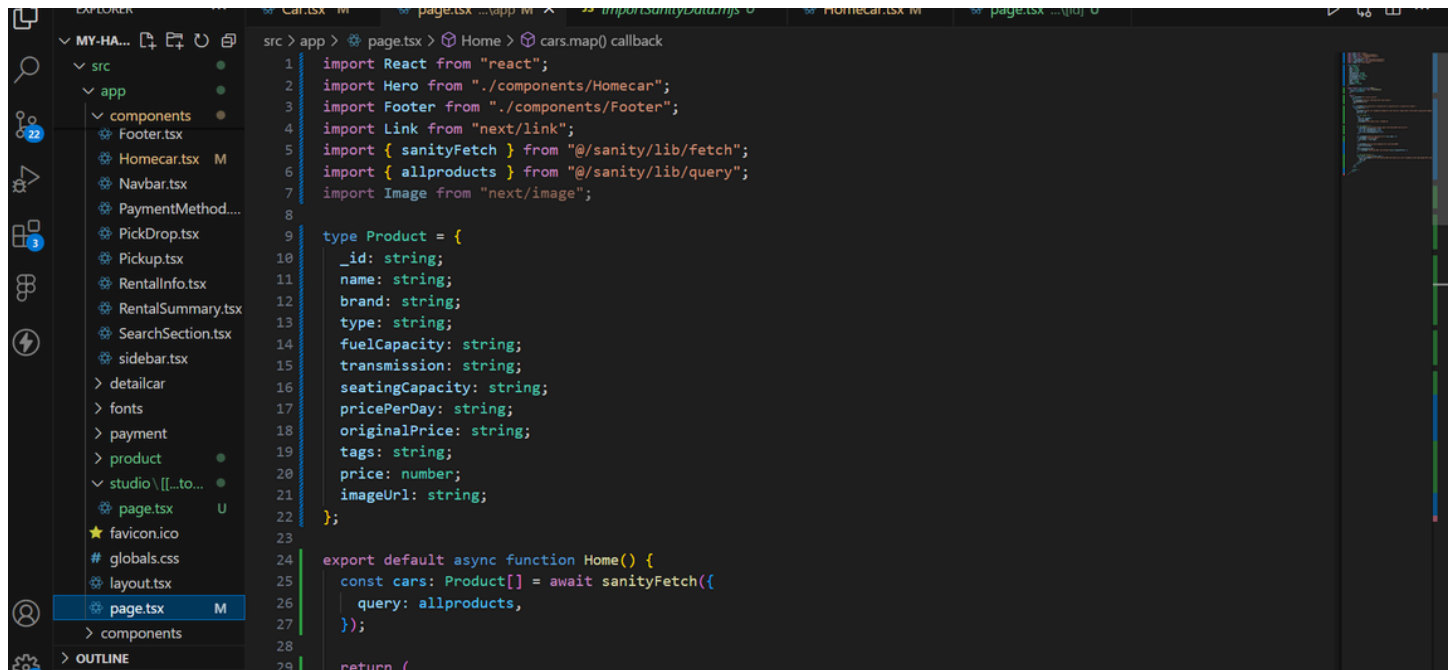 EXPLORER
Car.tsx M
page.tsx ...\app M
JS importSanityData.mjs U
Homecar.tsx M
page.tsx ...\[id] U
MY-HA...
src > app > page.tsx > Home > cars.map() callback
src
app
components
Footer.tsx
Homecar.tsx M
Navbar.tsx
PaymentMethod....
PickDrop.tsx
Pickup.tsx
RentalInfo.tsx
RentalSummary.tsx
SearchSection.tsx
sidebar.tsx
detailcar
fonts
payment
product
studio\[[...to...
page.tsx U
favicon.ico
# globals.css
layout.tsx
page.tsx M
components
OUTLINE
22
3
1 import React from "react";
2 import Hero from "./components/Homecar";
3 import Footer from "./components/Footer";
4 import Link from "next/link";
5 import { sanityFetch } from "@/sanity/lib/fetch";
6 import { allproducts } from "@/sanity/lib/query";
7 import Image from "next/image";
8
9 type Product = {
10 _id: string;
11 name: string;
12 brand: string;
13 type: string;
14 fuelCapacity: string;
15 transmission: string;
16 seatingCapacity: string;
17 pricePerDay: string;
18 originalPrice: string;
19 tags: string;
20 price: number;
21 imageUrl: string;
22 };
23
24 export default async function Home() {
25 const cars: Product[] = await sanityFetch({
26 query: allproducts,
27 });
28
29 return (